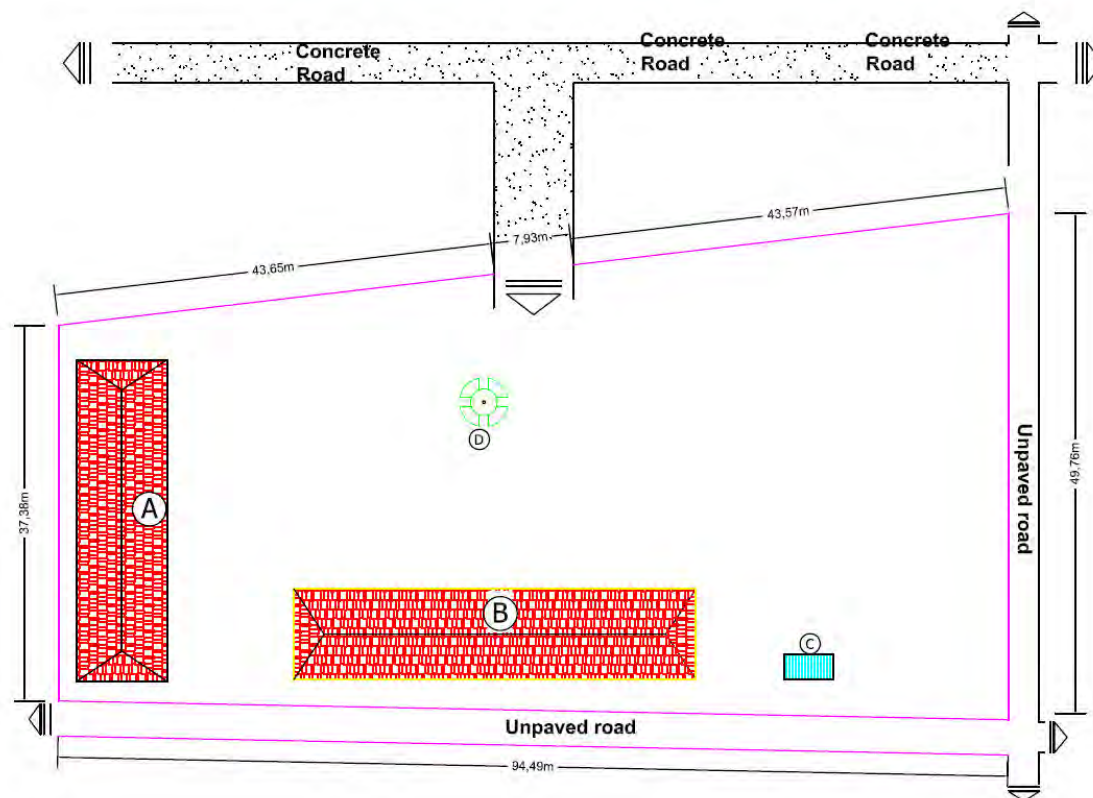 Concrete
Road
Concrete
Road
Concrete
Road
43,65m
7,93m
43,57m
37,38m
49,76m
Unpaved road
A
B
C
D
Unpaved road
94,49m